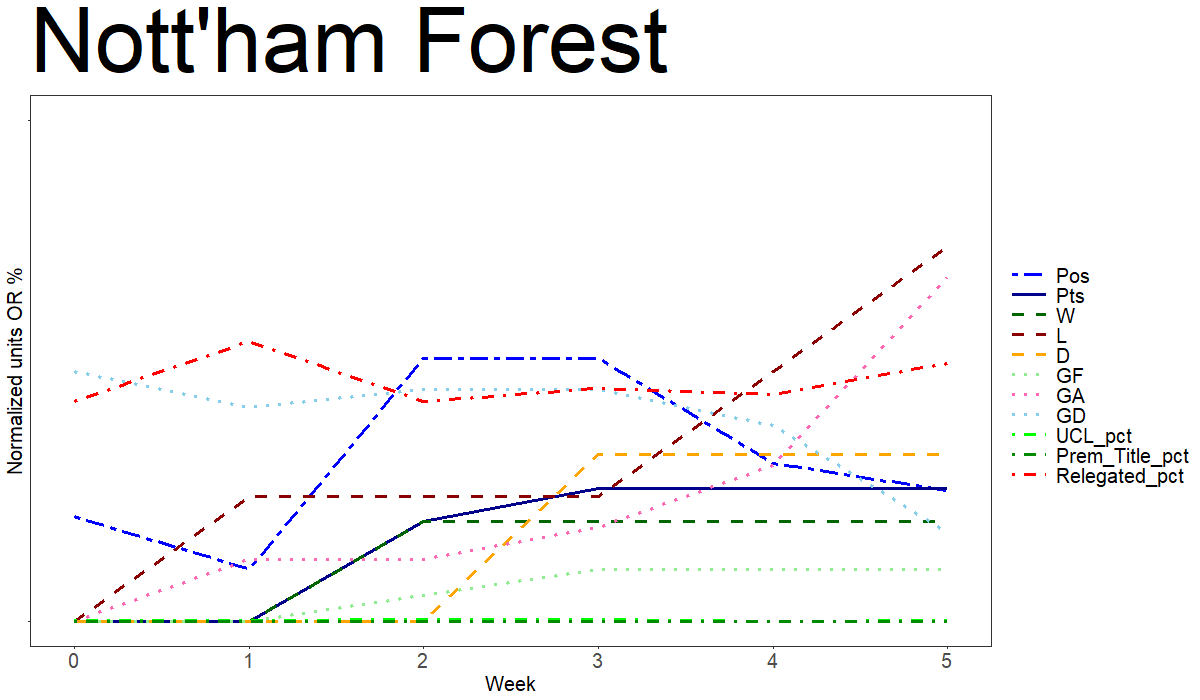 Nott'ham Forest
Normalized units OR %
Pos
Pts
W
L
D
GF
GA
GD
UCL_pct
Prem_Title_pct
Relegated_pct
0 1 2 3 4 5
Week